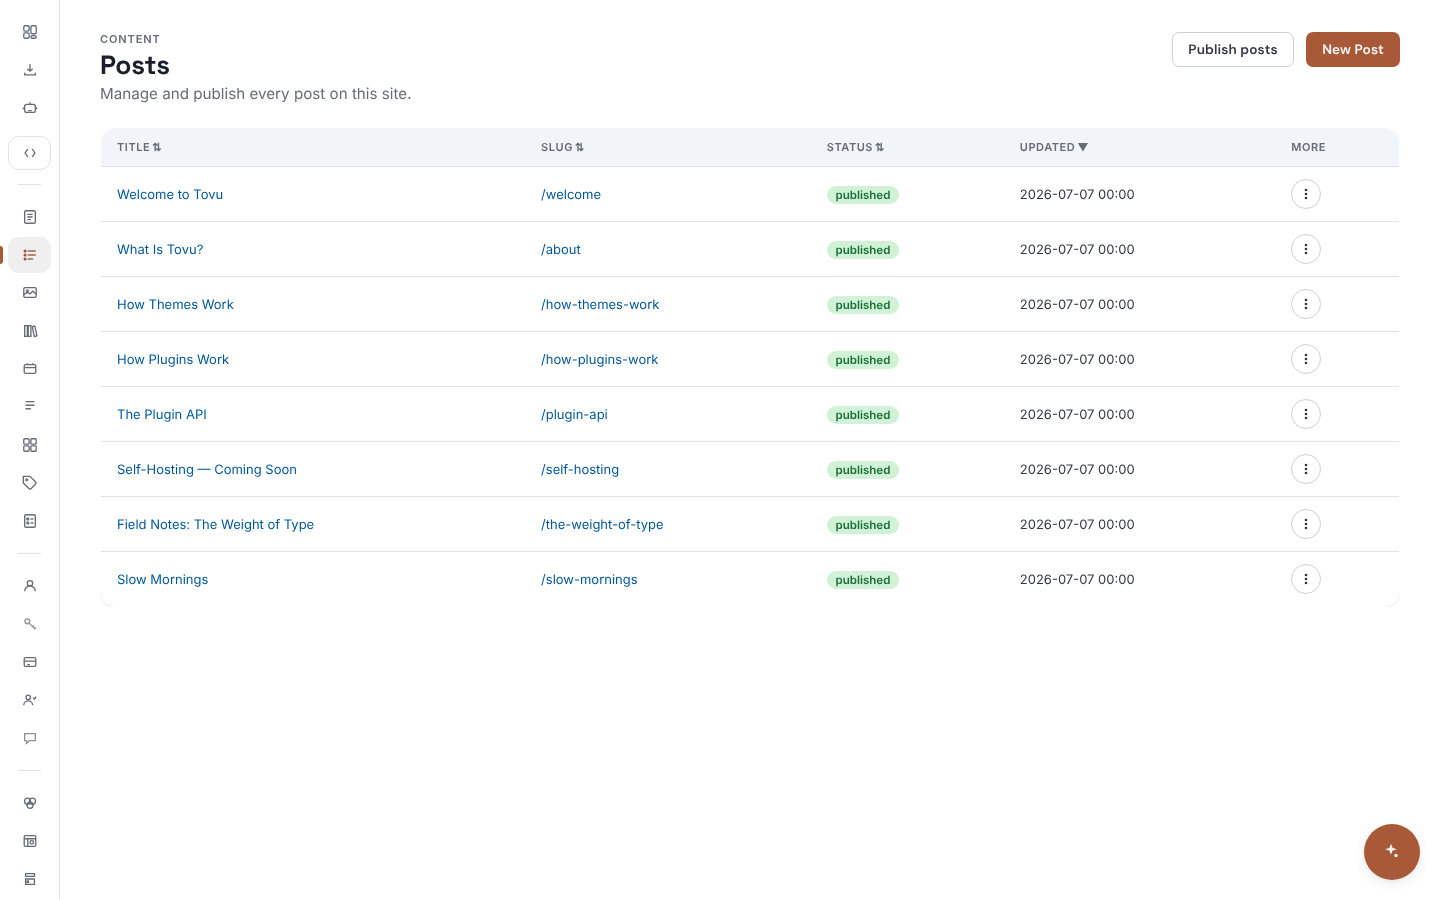 CONTENT
Posts
Manage and publish every post on this site.
Publish posts
New Post
TITLE SLUG STATUS UPDATED MORE
Welcome to Tovu /welcome published 2026-07-07 00:00
What Is Tovu? /about published 2026-07-07 00:00
How Themes Work /how-themes-work published 2026-07-07 00:00
How Plugins Work /how-plugins-work published 2026-07-07 00:00
The Plugin API /plugin-api published 2026-07-07 00:00
Self-Hosting — Coming Soon /self-hosting published 2026-07-07 00:00
Field Notes: The Weight of Type /the-weight-of-type published 2026-07-07 00:00
Slow Mornings /slow-mornings published 2026-07-07 00:00